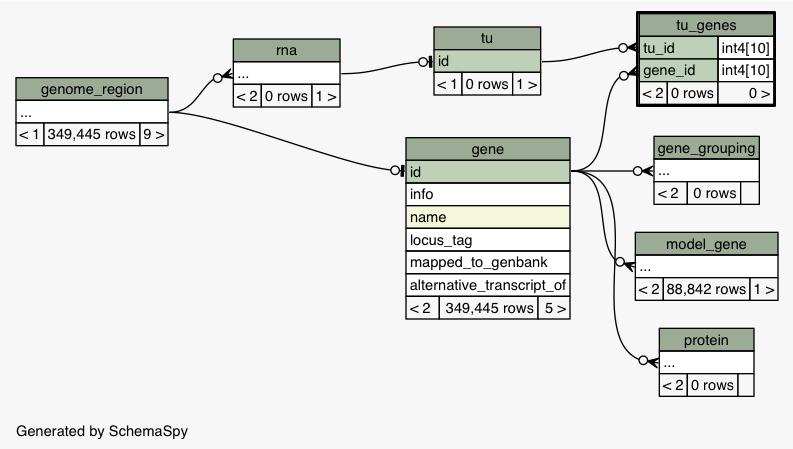 genome_region
...
< 1 349,445 rows 9 >
rna
...
< 2 0 rows 1 >
tu
id
< 1 0 rows 1 >
tu_genes
tu_id int4[10]
gene_id int4[10]
< 2 0 rows 0 >
gene
id
info
name
locus_tag
mapped_to_genbank
alternative_transcript_of
< 2 349,445 rows 5 >
gene_grouping
...
< 2 0 rows
model_gene
...
< 2 88,842 rows 1 >
protein
...
< 2 0 rows
Generated by SchemaSpy